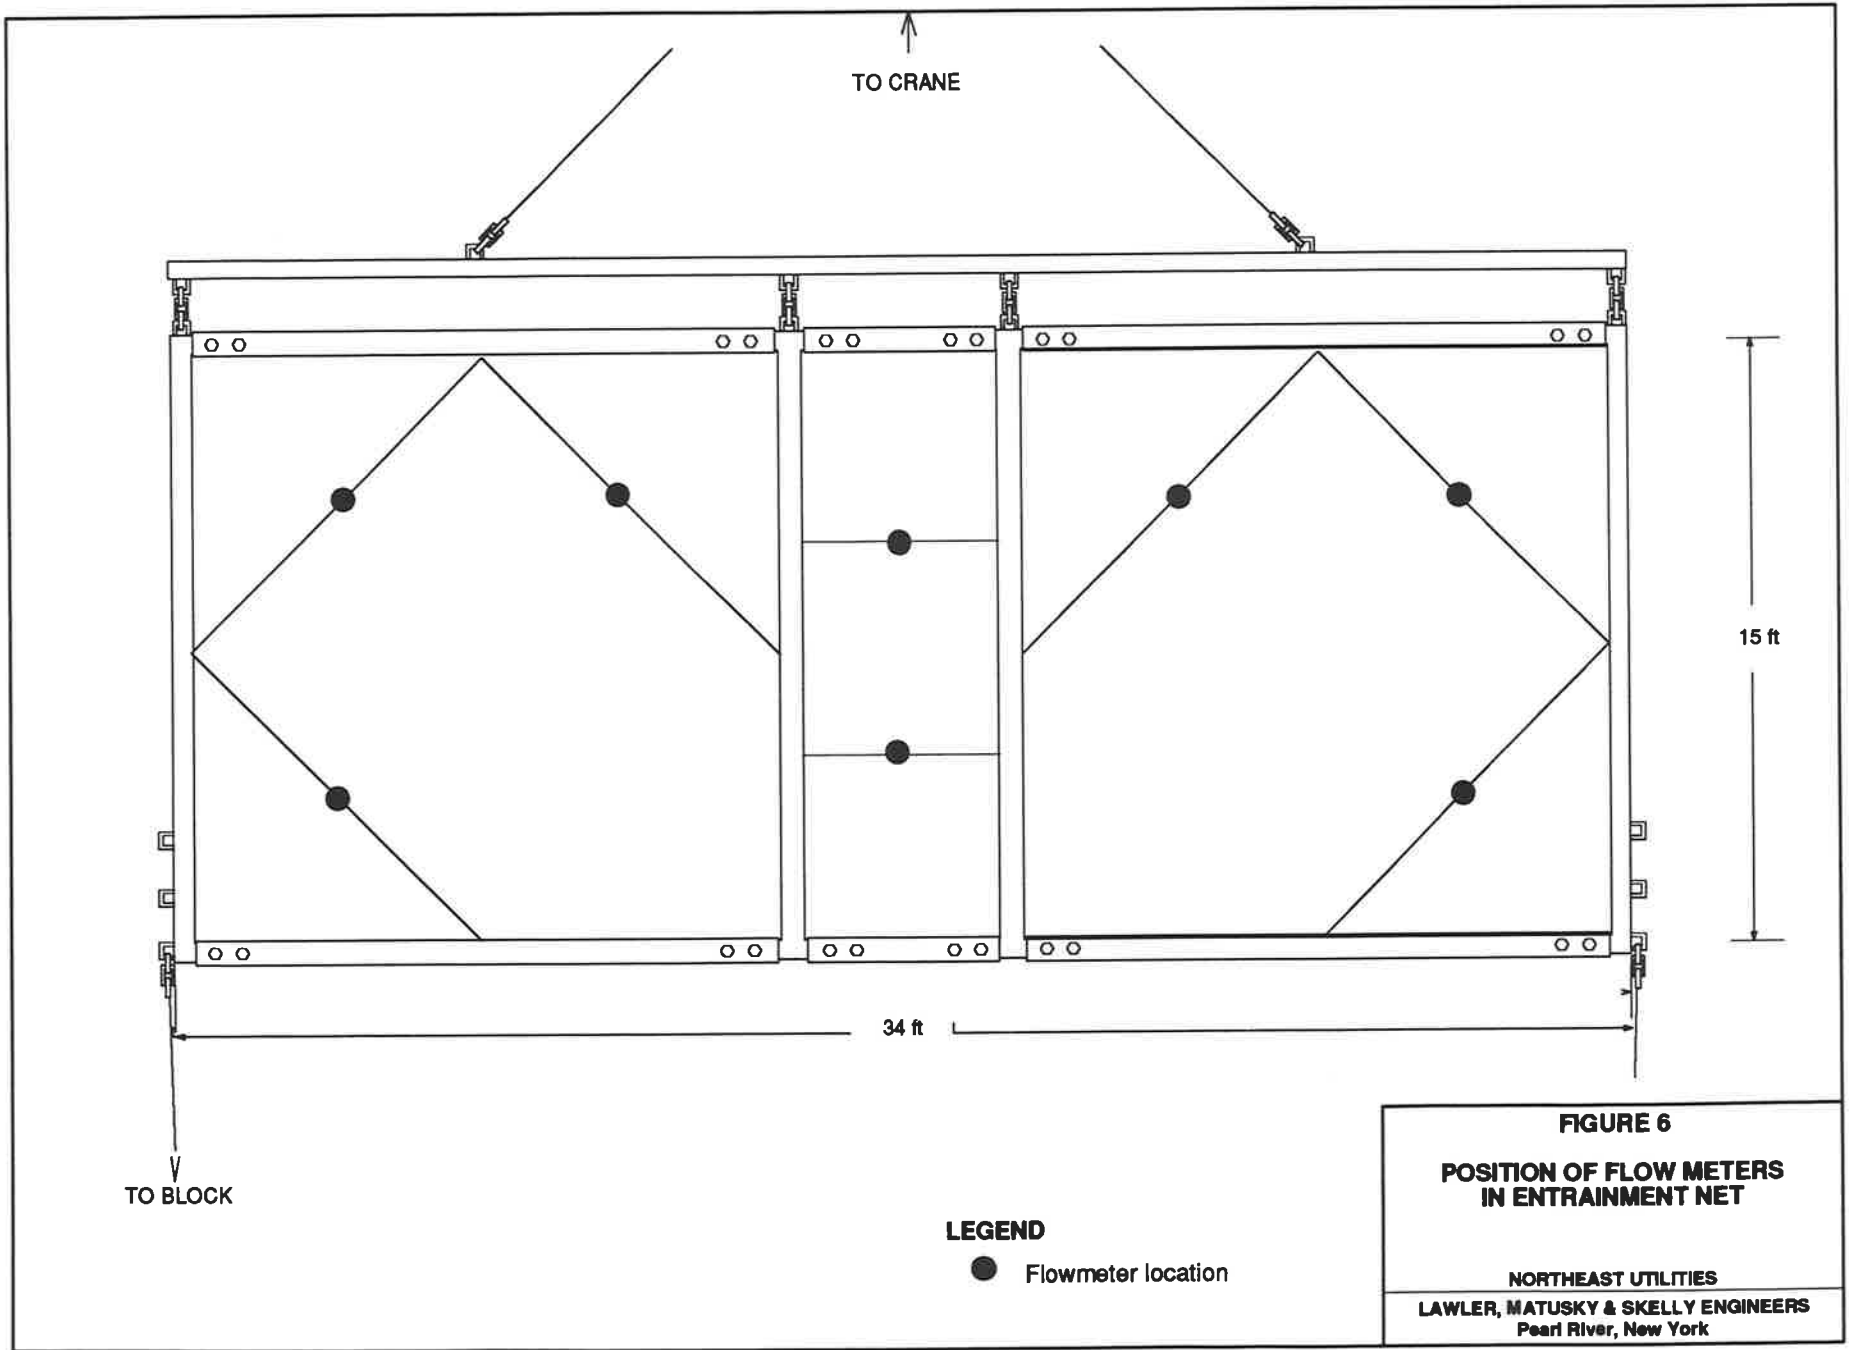 TO CRANE
15 ft
34 ft
TO BLOCK
LEGEND
Flowmeter location
FIGURE 6
POSITION OF FLOW METERS
IN ENTRAINMENT NET
NORTHEAST UTILITIES
LAWLER, MATUSKY & SKELLY ENGINEERS
Pearl River, New York